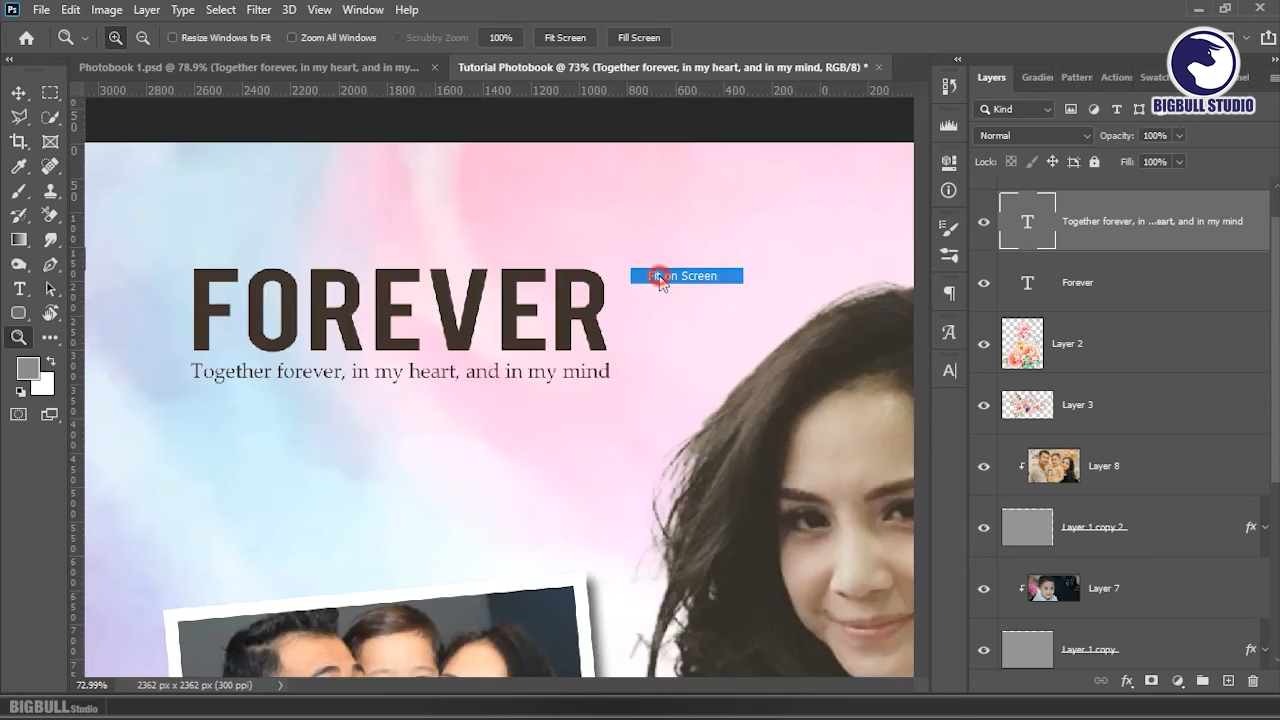 Ps File Edit Image Layer Type Select Filter 3D View Window Help
Resize Windows to Fit Zoom All Windows Scrubby Zoom 100% Fit Screen Fill Screen
BIGBULL STUDIO
Photobook 1.psd @ 78.9% (Together forever, in my heart, and in my... × Tutorial Photobook @ 73% (Together forever, in my heart, and in my mind, RGB/8) * ×
Layers Gradie Pattern Action Swatc
3000 2800 2600 2400 2200 2000 1800 1600 1400 1200 1000 800 600 400 200 0 200
Kind
Normal Opacity: 100%
Lock: Fill: 100%
Together forever, in ...eart, and in my mind
Forever
Layer 2
Layer 3
Layer 8
Layer 1 copy 2
Layer 7
Layer 1 copy
on Screen
FOREVER
Together forever, in my heart, and in my mind
72.99% 2362 px x 2362 px (300 ppi)
BIGBULL Studio